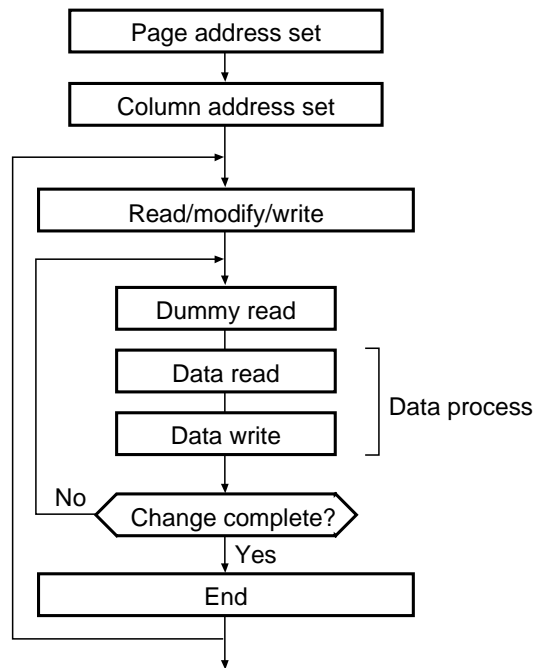 Page address set
Column address set
Read/modify/write
Dummy read
Data read
Data process
Data write
No
Change complete?
Yes
End